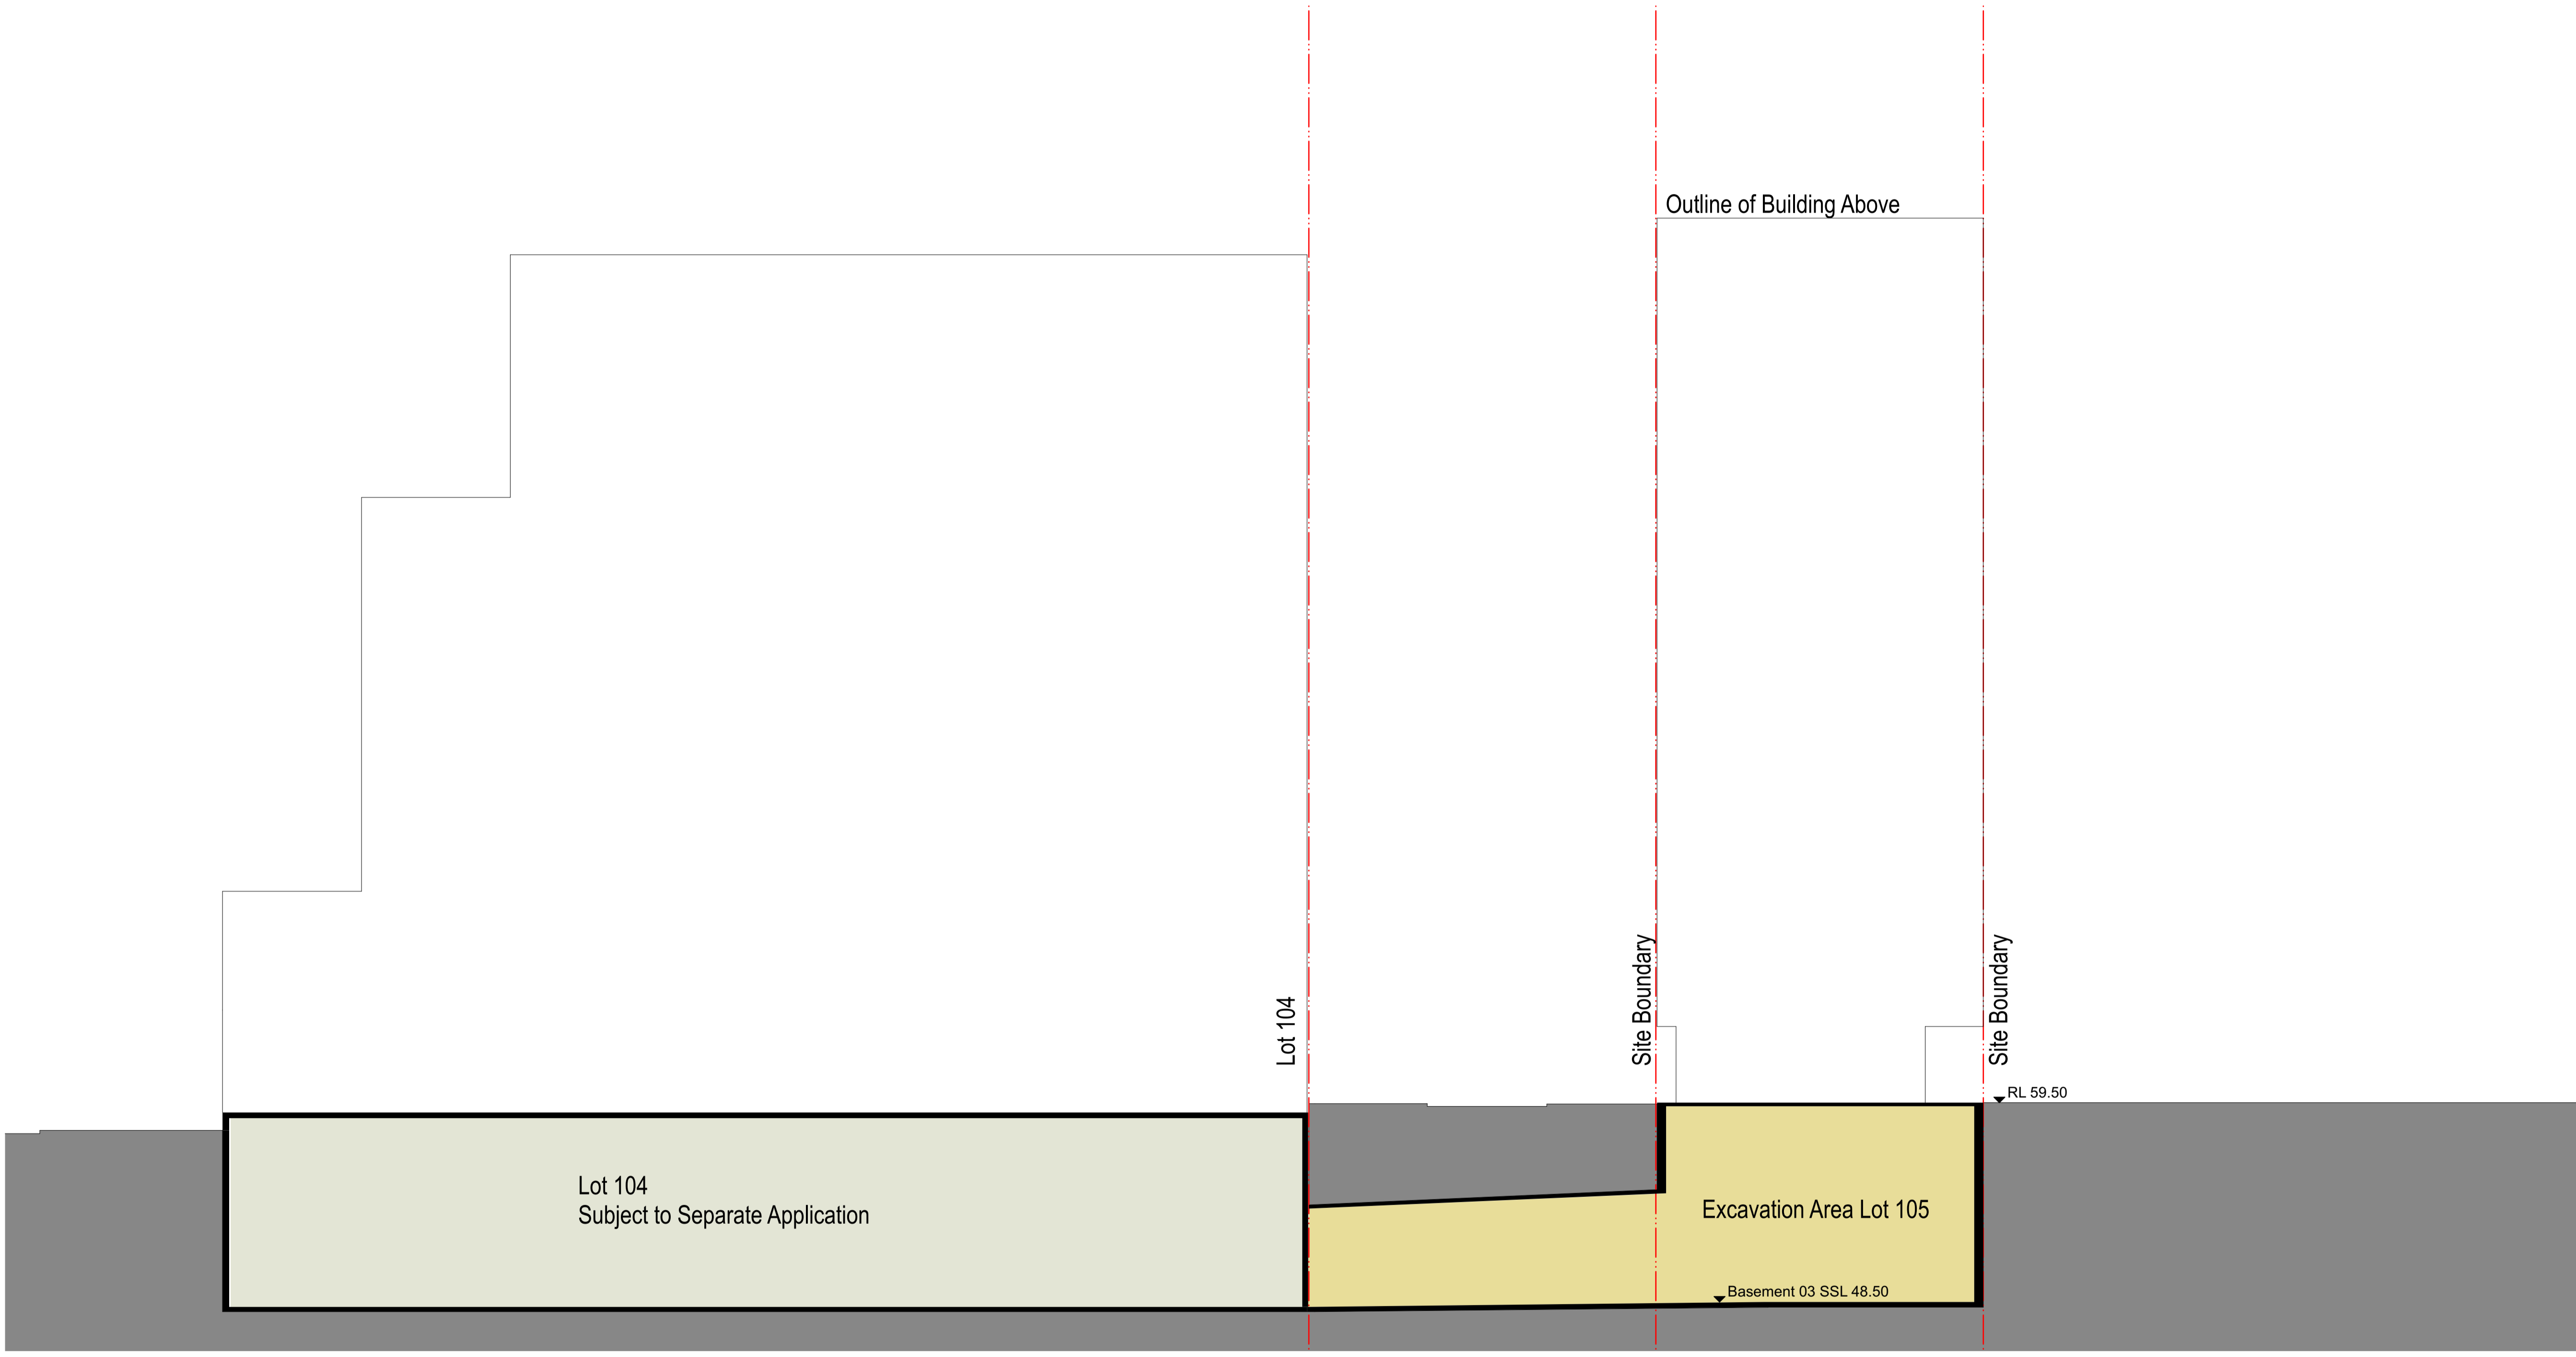 Outline of Building Above
Lot 104
Site Boundary
Site Boundary
RL 59.50
Lot 104
Subject to Separate Application
Excavation Area Lot 105
Basement 03 SSL 48.50